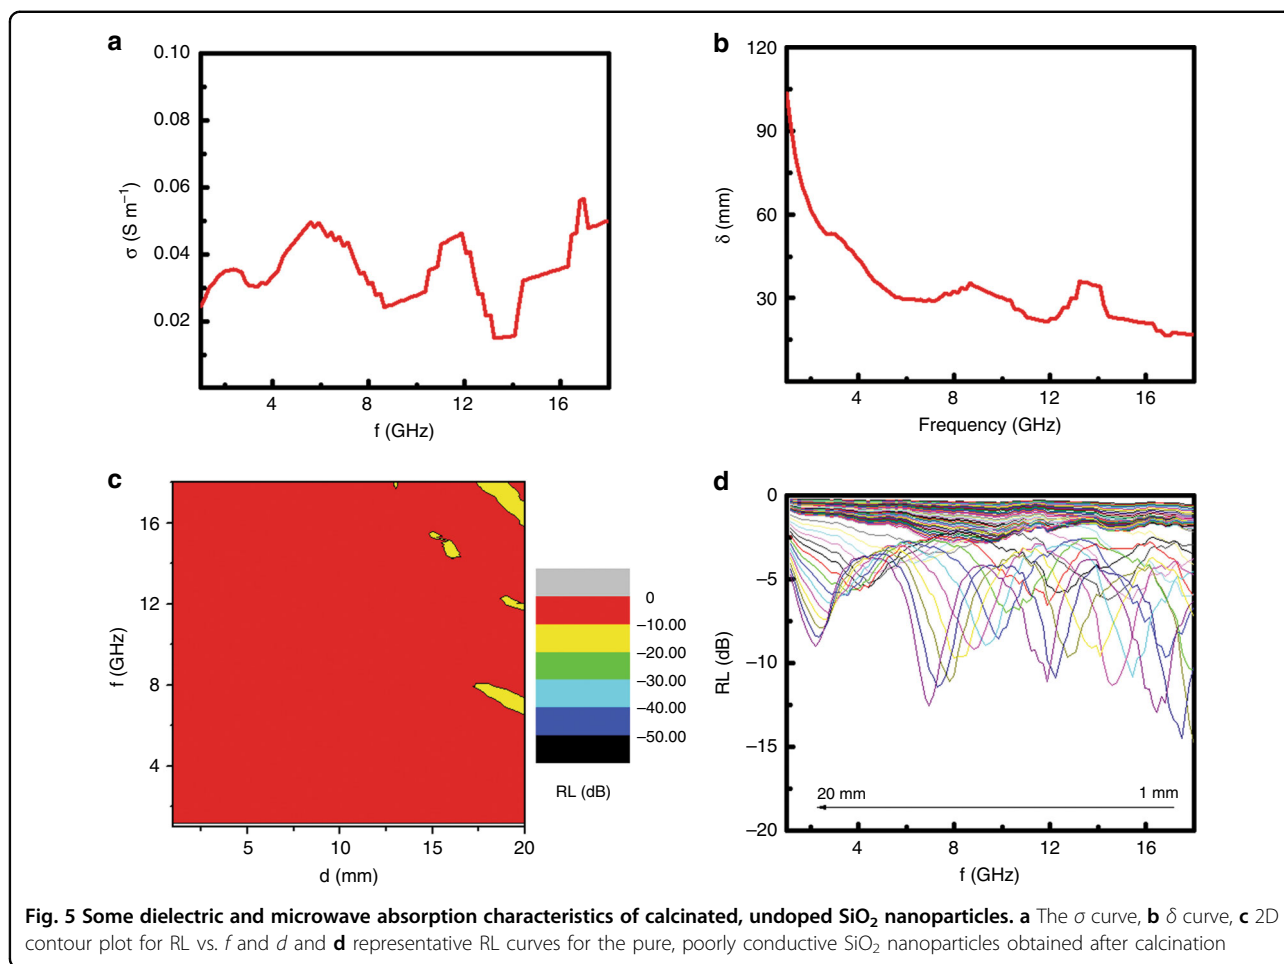 a
0.10
0.08
0.06
0.04
0.02
σ (S m⁻¹)
4 8 12 16
f (GHz)
b
120
90
60
30
δ (mm)
4 8 12 16
Frequency (GHz)
c
16
12
8
4
f (GHz)
5 10 15 20
d (mm)
0
–10.00
–20.00
–30.00
–40.00
–50.00
RL (dB)
d
0
–5
–10
–15
–20
RL (dB)
20 mm 1 mm
4 8 12 16
f (GHz)
Fig. 5 Some dielectric and microwave absorption characteristics of calcinated, undoped SiO₂ nanoparticles. a The σ curve, b δ curve, c 2D
contour plot for RL vs. f and d and d representative RL curves for the pure, poorly conductive SiO₂ nanoparticles obtained after calcination